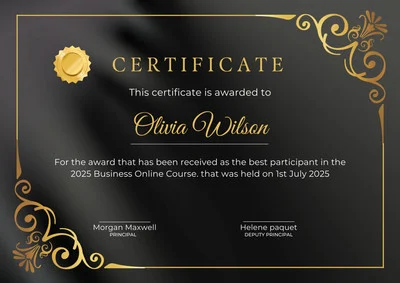 CERTIFICATE
This certificate is awarded to
Olivia Wilson
For the award that has been received as the best participant in the
2025 Business Online Course. that was held on 1st July 2025
Morgan Maxwell
PRINCIPAL
Helene paquet
DEPUTY PRINCIPAL